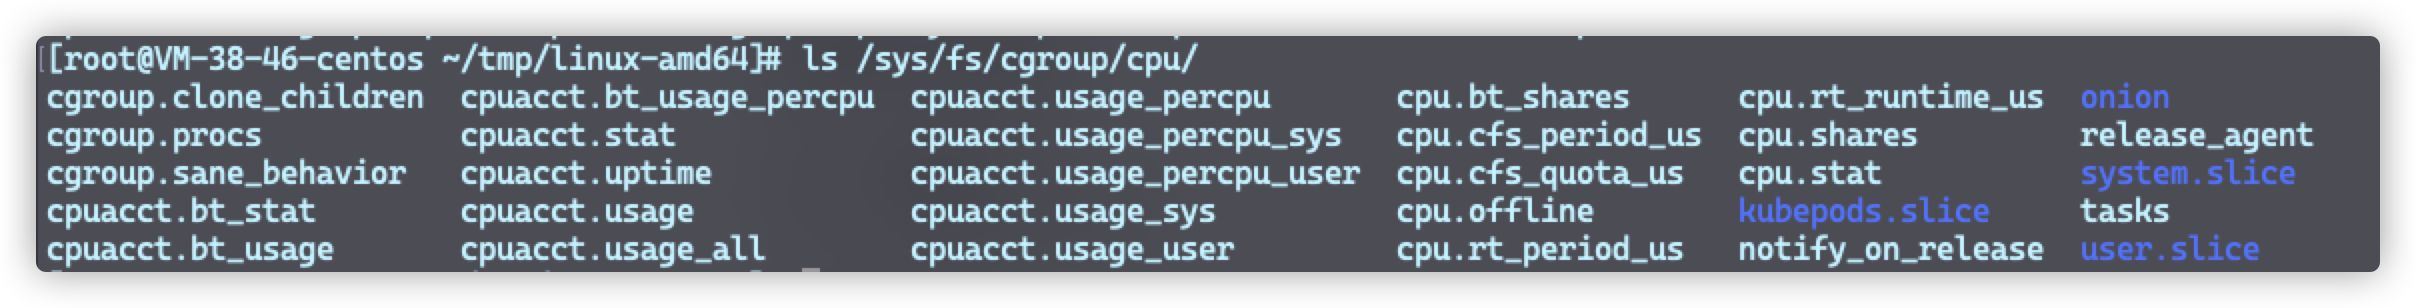 [root@VM-38-46-centos ~/tmp/linux-amd64]# ls /sys/fs/cgroup/cpu/
cgroup.clone_children  cpuacct.bt_usage_percpu  cpuacct.usage_percpu       cpu.bt_shares      cpu.rt_runtime_us  onion
cgroup.procs           cpuacct.stat             cpuacct.usage_percpu_sys   cpu.cfs_period_us  cpu.shares         release_agent
cgroup.sane_behavior   cpuacct.uptime           cpuacct.usage_percpu_user  cpu.cfs_quota_us   cpu.stat           system.slice
cpuacct.bt_stat        cpuacct.usage            cpuacct.usage_sys          cpu.offline        kubepods.slice     tasks
cpuacct.bt_usage       cpuacct.usage_all        cpuacct.usage_user         cpu.rt_period_us   notify_on_release  user.slice